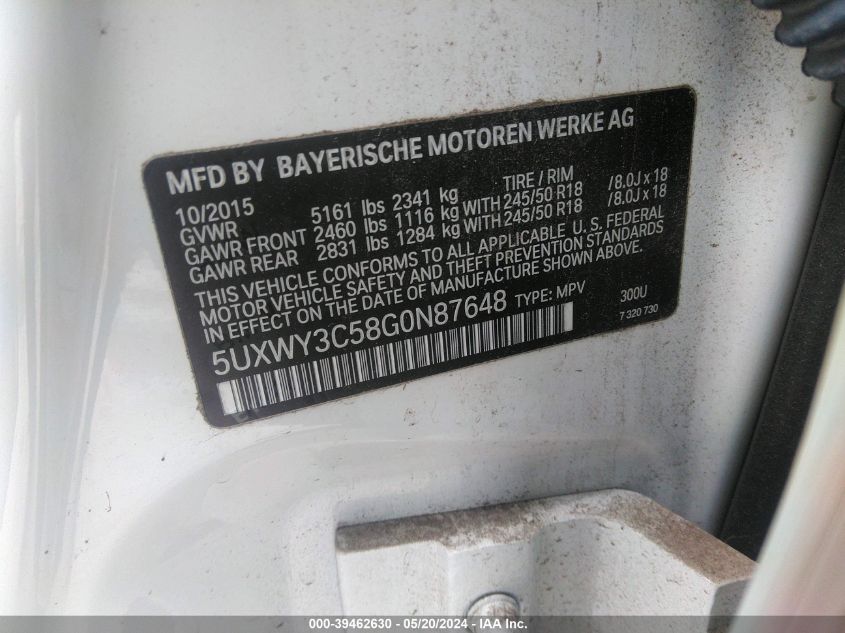 MFD BY BAYERISCHE MOTOREN WERKE AG
10/2015 TIRE / RIM
GVWR 5161 lbs 2341 kg
GAWR FRONT 2460 lbs 1116 kg WITH 245/50 R18 / 8.0J x 18
GAWR REAR 2831 lbs 1284 kg WITH 245/50 R18 / 8.0J x 18
THIS VEHICLE CONFORMS TO ALL APPLICABLE U. S. FEDERAL
MOTOR VEHICLE SAFETY AND THEFT PREVENTION STANDARDS
IN EFFECT ON THE DATE OF MANUFACTURE SHOWN ABOVE.
5UXWY3C58G0N87648 TYPE: MPV 300U
7 320 730
000-39462630 - 05/20/2024 - IAA Inc.